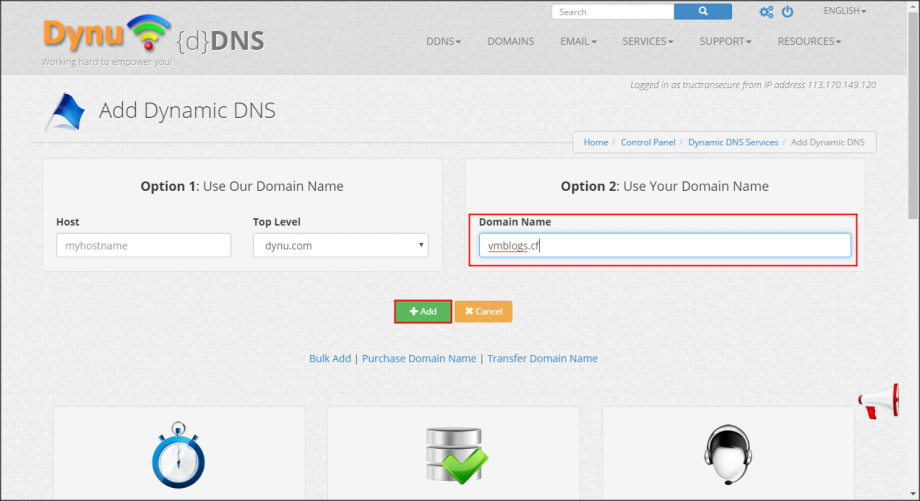 Search
ENGLISH
Dynu {d}DNS
Working hard to empower you!
DDNS DOMAINS EMAIL SERVICES SUPPORT RESOURCES
Logged in as tructransecure from IP address 113.170.149.120
Add Dynamic DNS
Home / Control Panel / Dynamic DNS Services / Add Dynamic DNS
Option 1: Use Our Domain Name
Host
Top Level
myhostname
dynu.com
Option 2: Use Your Domain Name
Domain Name
vmblogs.cf
Add
Cancel
Bulk Add | Purchase Domain Name | Transfer Domain Name